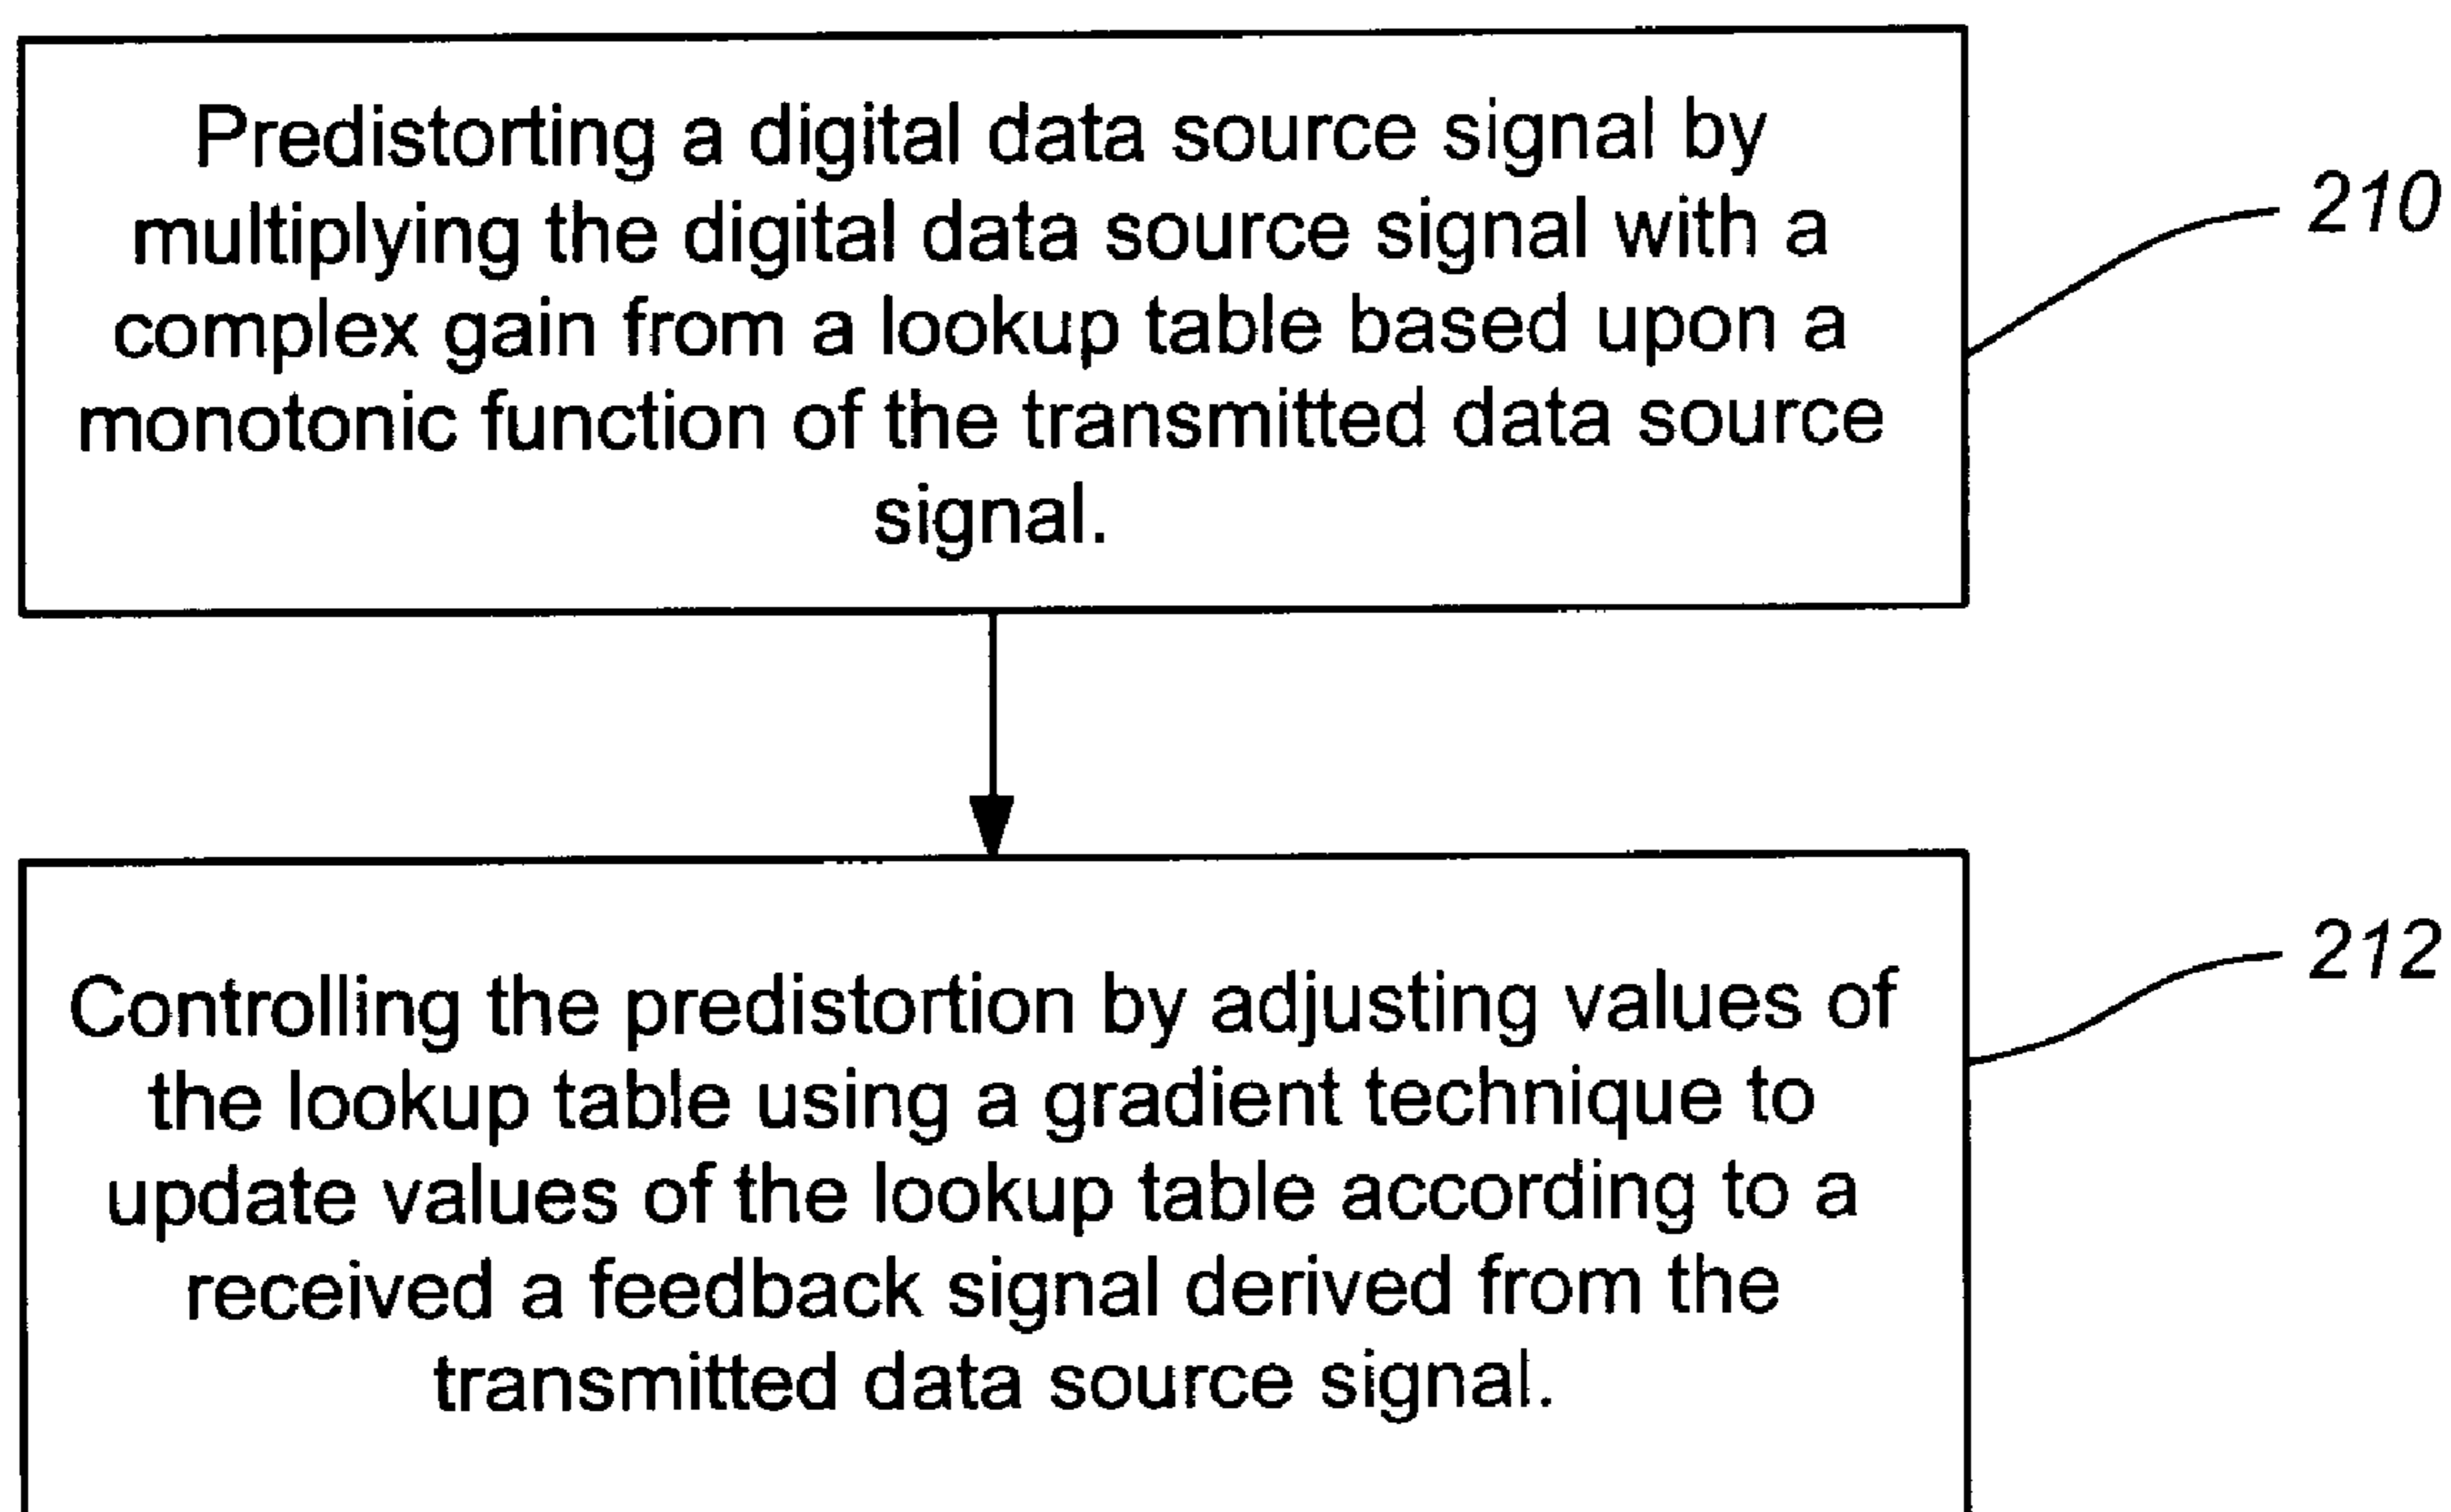 Predistorting a digital data source signal by
multiplying the digital data source signal with a
complex gain from a lookup table based upon a
monotonic function of the transmitted data source
signal.
210
Controlling the predistortion by adjusting values of
the lookup table using a gradient technique to
update values of the lookup table according to a
received a feedback signal derived from the
transmitted data source signal.
212